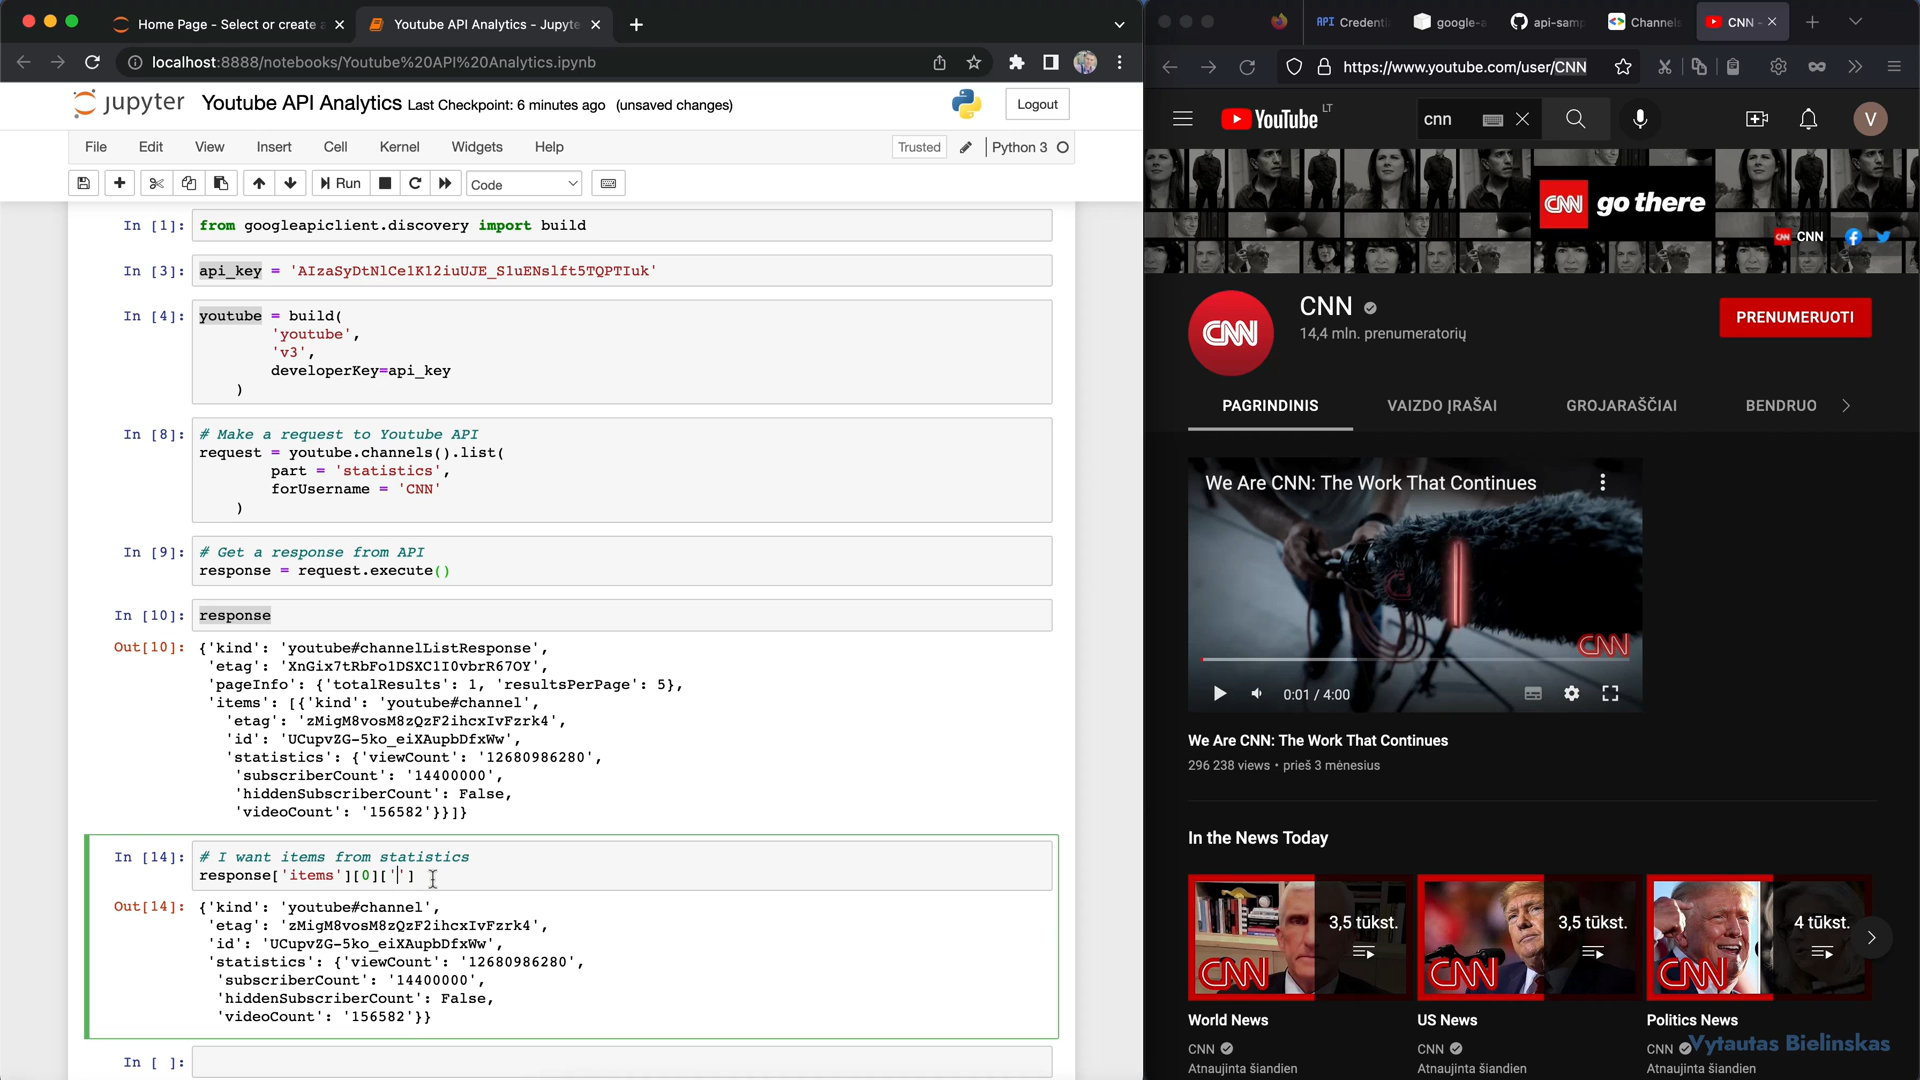 Home Page - Select or create a
Youtube API Analytics - Jupyte
localhost:8888/notebooks/Youtube%20API%20Analytics.ipynb
jupyter Youtube API Analytics Last Checkpoint: 6 minutes ago (unsaved changes)
Logout
File Edit View Insert Cell Kernel Widgets Help
Trusted Python 3
Run Code
In [1]: from googleapiclient.discovery import build
In [3]: api_key = 'AIzaSyDtNlCe1K12iuUJE_S1uENslft5TQPTIuk'
In [4]: youtube = build(
'youtube',
'v3',
developerKey=api_key
)
In [8]: # Make a request to Youtube API
request = youtube.channels().list(
part = 'statistics',
forUsername = 'CNN'
)
In [9]: # Get a response from API
response = request.execute()
In [10]: response
Out[10]: {'kind': 'youtube#channelListResponse',
'etag': 'XnGix7tRbFo1DSXC1I0vbrR67OY',
'pageInfo': {'totalResults': 1, 'resultsPerPage': 5},
'items': [{'kind': 'youtube#channel',
'etag': 'zMigM8vosM8zQzF2ihcxIvFzrk4',
'id': 'UCupvZG-5ko_eiXAupbDfxWw',
'statistics': {'viewCount': '12680986280',
'subscriberCount': '14400000',
'hiddenSubscriberCount': False,
'videoCount': '156582'}}]}
In [14]: # I want items from statistics
response['items'][0]['']
Out[14]: {'kind': 'youtube#channel',
'etag': 'zMigM8vosM8zQzF2ihcxIvFzrk4',
'id': 'UCupvZG-5ko_eiXAupbDfxWw',
'statistics': {'viewCount': '12680986280',
'subscriberCount': '14400000',
'hiddenSubscriberCount': False,
'videoCount': '156582'}}
In [ ]:
API Credenti
google-a
api-samp
Channels
CNN -
https://www.youtube.com/user/CNN
YouTube LT
cnn
V
CNN go there
CNN CNN
CNN
CNN
14,4 mln. prenumeratorių
PRENUMERUOTI
PAGRINDINIS VAIZDO ĮRAŠAI GROJARAŠČIAI BENDRUO
We Are CNN: The Work That Continues
CNN
0:01 / 4:00
We Are CNN: The Work That Continues
296 238 views • prieš 3 mėnesius
In the News Today
3,5 tūkst. 3,5 tūkst. 4 tūkst.
CNN CNN CNN
World News US News Politics News
CNN CNN CNN
Vytautas Bielinskas
Atnaujinta šiandien Atnaujinta šiandien Atnaujinta šiandien